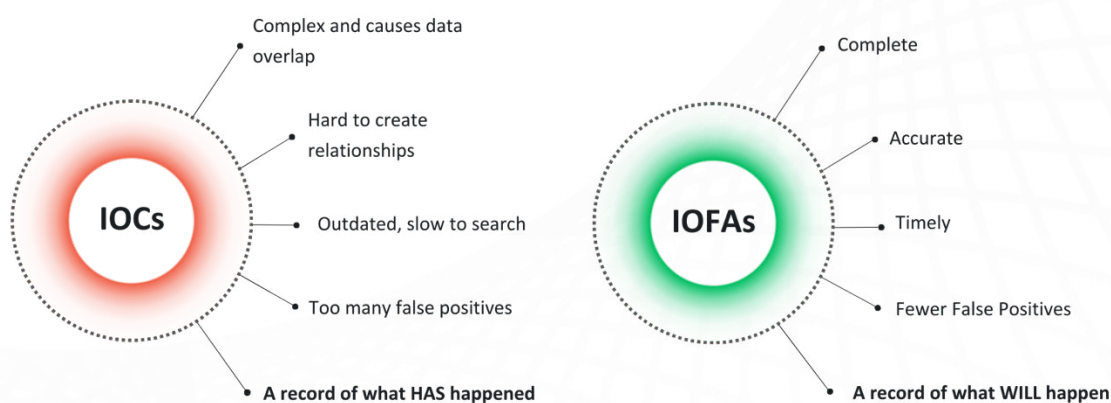 Complex and causes data
overlap
Hard to create
relationships
IOCs
Outdated, slow to search
Too many false positives
A record of what HAS happened
Complete
Accurate
IOFAs
Timely
Fewer False Positives
A record of what WILL happen